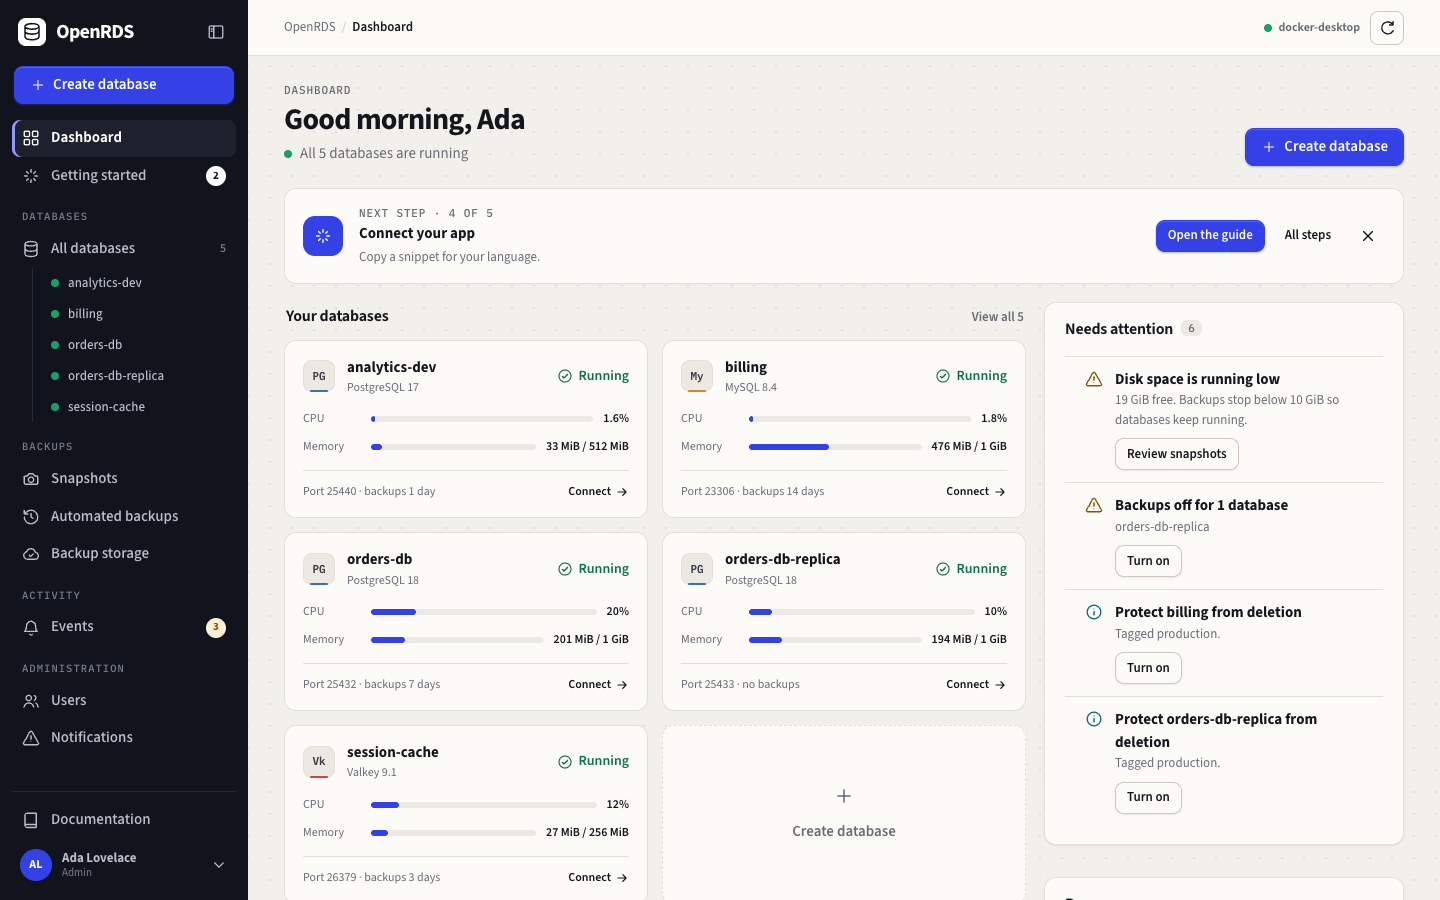 OpenRDS
Create database
Dashboard
Getting started 2
DATABASES
All databases 5
analytics-dev
billing
orders-db
orders-db-replica
session-cache
BACKUPS
Snapshots
Automated backups
Backup storage
ACTIVITY
Events 3
ADMINISTRATION
Users
Notifications
Documentation
AL Ada Lovelace
Admin
OpenRDS / Dashboard
docker-desktop
DASHBOARD
Good morning, Ada
All 5 databases are running
Create database
NEXT STEP · 4 OF 5
Connect your app
Copy a snippet for your language.
Open the guide
All steps
Your databases
View all 5
PG analytics-dev
PostgreSQL 17
Running
CPU 1.6%
Memory 33 MiB / 512 MiB
Port 25440 · backups 1 day
Connect →
My billing
MySQL 8.4
Running
CPU 1.8%
Memory 476 MiB / 1 GiB
Port 23306 · backups 14 days
Connect →
PG orders-db
PostgreSQL 18
Running
CPU 20%
Memory 201 MiB / 1 GiB
Port 25432 · backups 7 days
Connect →
PG orders-db-replica
PostgreSQL 18
Running
CPU 10%
Memory 194 MiB / 1 GiB
Port 25433 · no backups
Connect →
Vk session-cache
Valkey 9.1
Running
CPU 12%
Memory 27 MiB / 256 MiB
Port 26379 · backups 3 days
Connect →
Create database
Needs attention 6
Disk space is running low
19 GiB free. Backups stop below 10 GiB so
databases keep running.
Review snapshots
Backups off for 1 database
orders-db-replica
Turn on
Protect billing from deletion
Tagged production.
Turn on
Protect orders-db-replica from
deletion
Tagged production.
Turn on